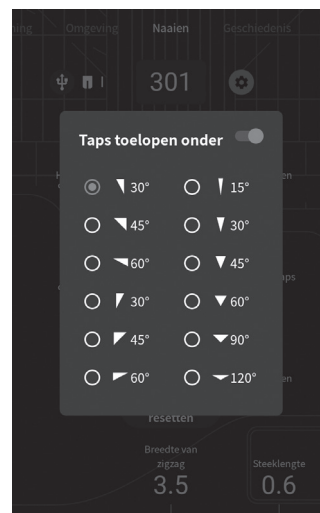 Omgeving Naaien Geschiedenis
301
Taps toelopen onder
30° 15°
45° 30°
60° 45°
30° 60°
45° 90°
60° 120°
resetten
Breedte van
zigzag
Steeklengte
3.5 0.6